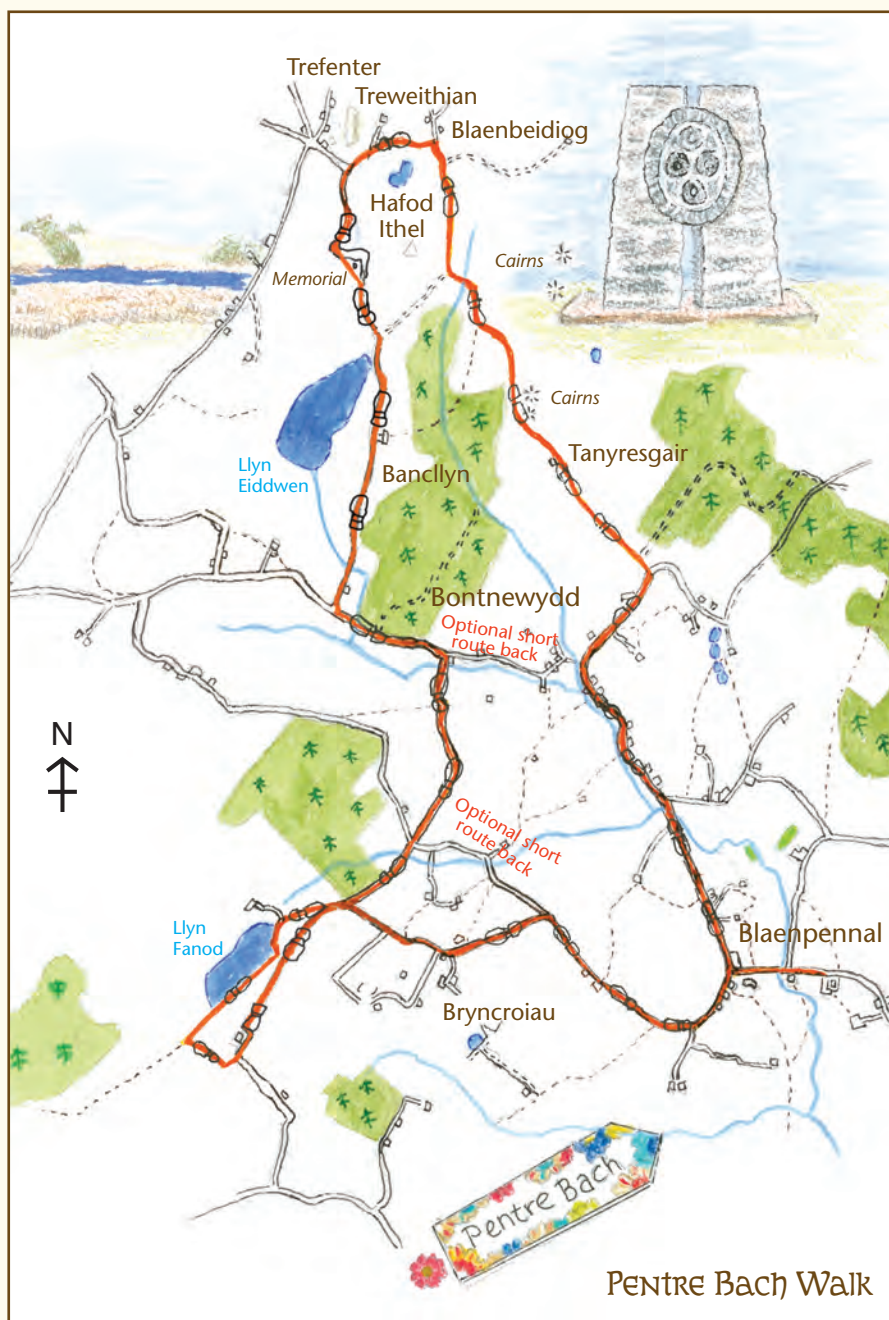 Trefenter
Treweithian
Blaenbeidiog
Hafod
Ithel
Cairns
Memorial
Cairns
Tanyresgair
Llyn
Eiddwen
Bancllyn
Bontnewydd
Optional short
route back
N
Optional short
route back
Llyn
Fanod
Blaenpennal
Bryncroiau
Pentre Bach
Pentre Bach Walk